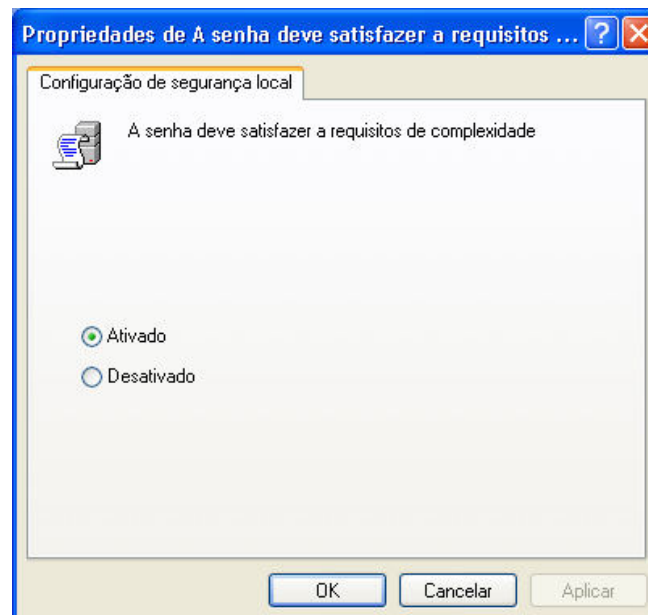 Propriedades de A senha deve satisfazer a requisitos ...
Configuração de segurança local
A senha deve satisfazer a requisitos de complexidade
Ativado
Desativado
OK
Cancelar
Aplicar